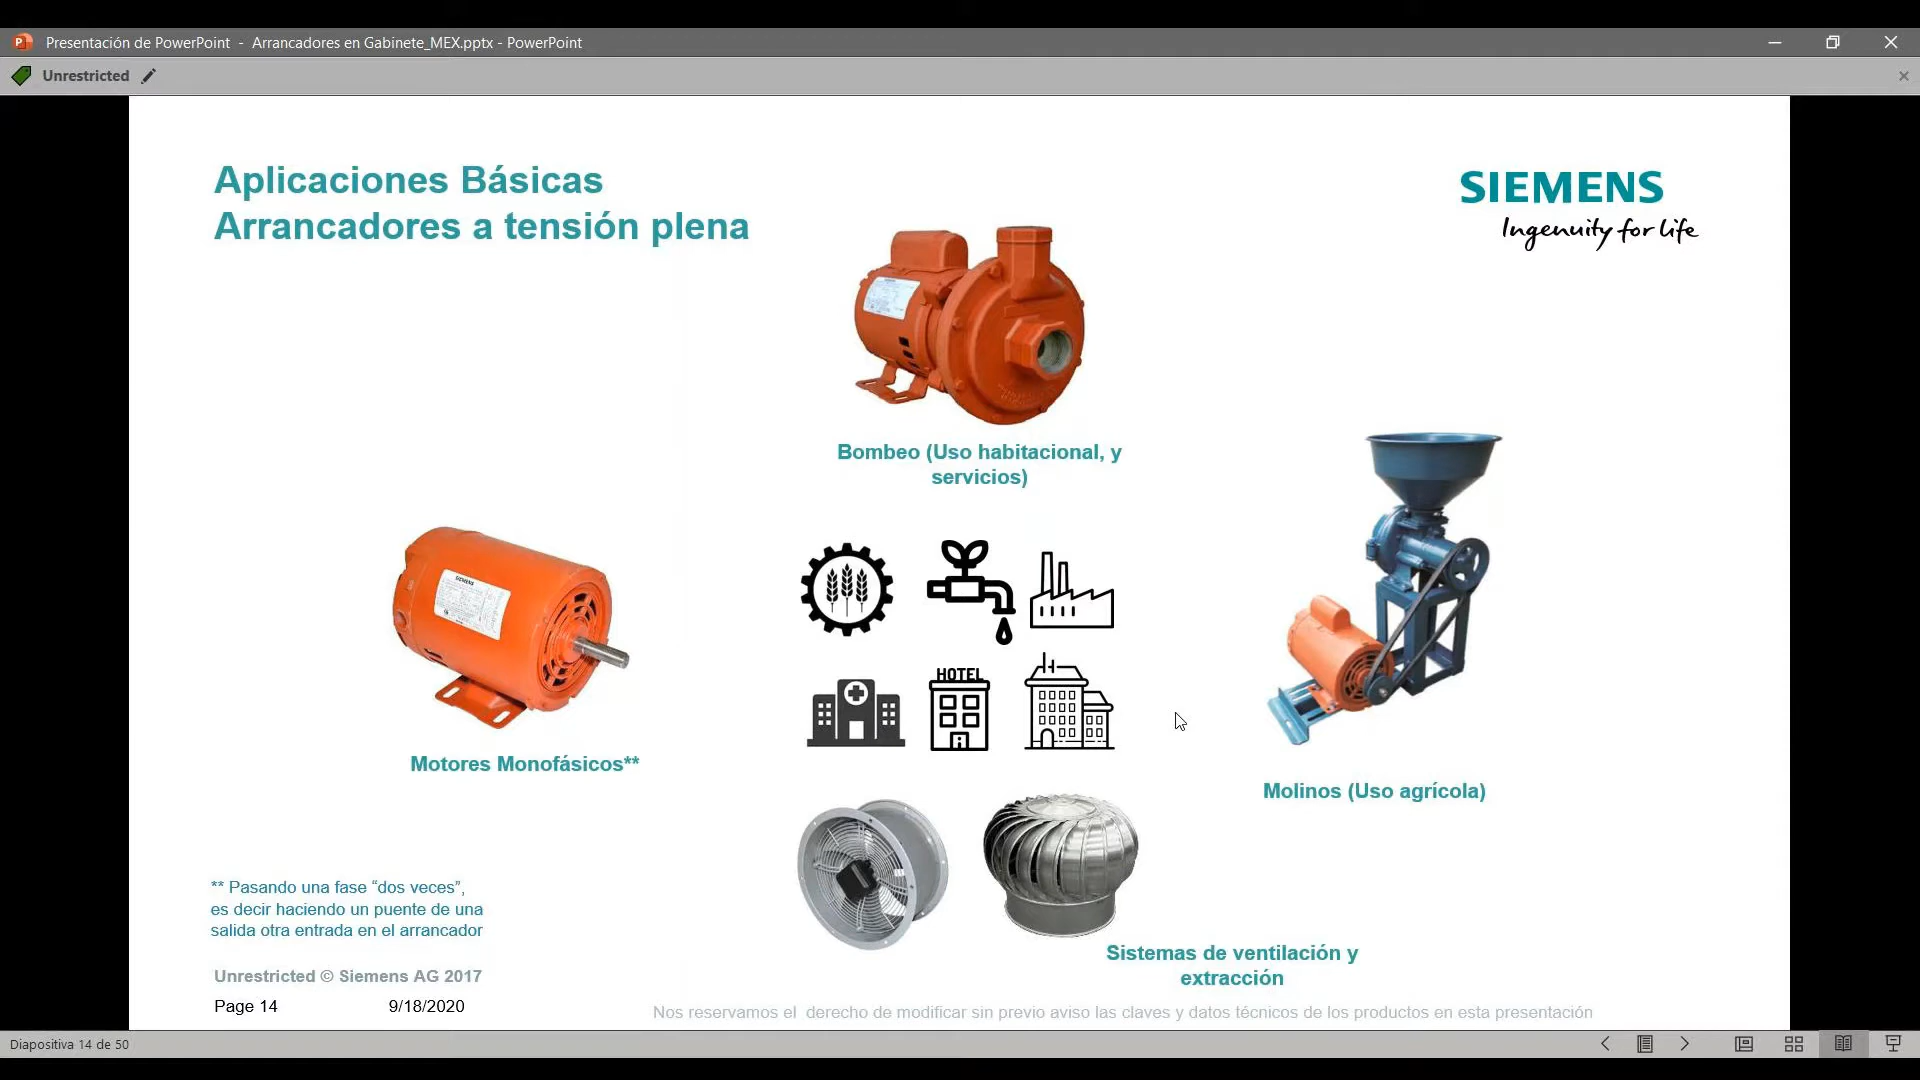 Presentación de PowerPoint - Arrancadores en Gabinete_MEX.pptx - PowerPoint
Unrestricted
Aplicaciones Básicas
Arrancadores a tensión plena
SIEMENS
Ingenuity for life
Bombeo (Uso habitacional, y
servicios)
SIEMENS
HOTEL
Motores Monofásicos**
Molinos (Uso agrícola)
** Pasando una fase “dos veces”,
es decir haciendo un puente de una
salida otra entrada en el arrancador
Sistemas de ventilación y
extracción
Unrestricted © Siemens AG 2017
Page 14 9/18/2020
Nos reservamos el derecho de modificar sin previo aviso las claves y datos técnicos de los productos en esta presentación
Diapositiva 14 de 50